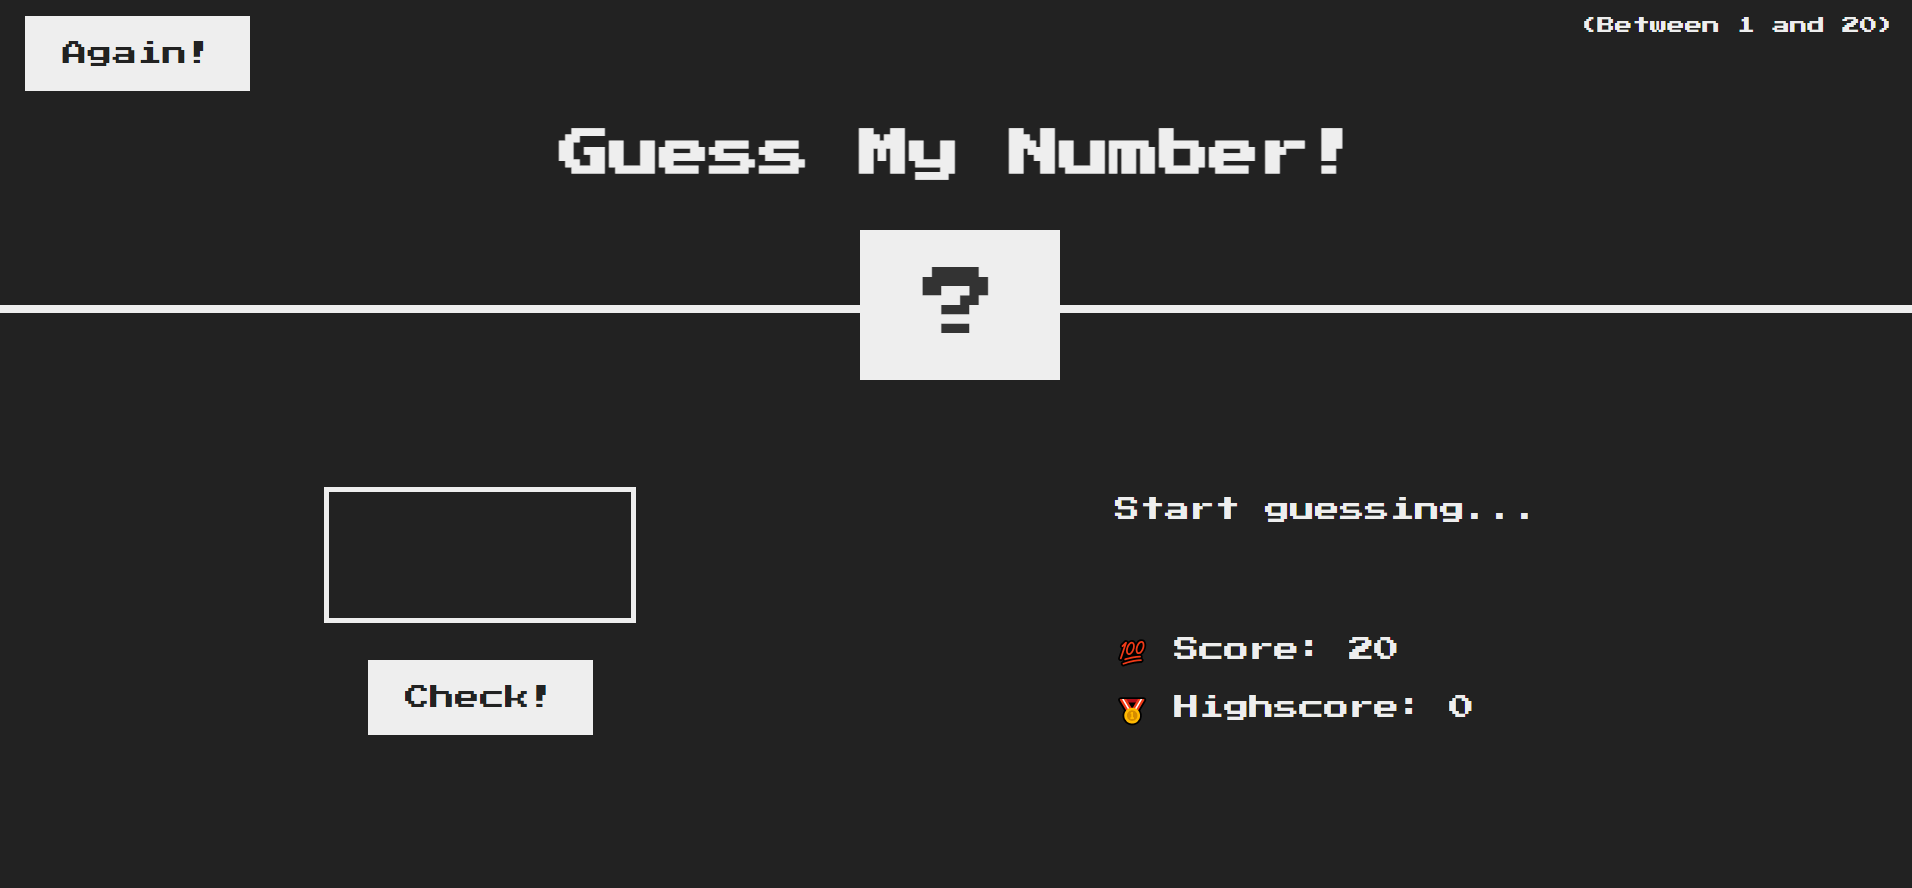 Again!
(Between 1 and 20)
Guess My Number!
?
Start guessing...
Check!
💯 Score: 20
🥇 Highscore: 0